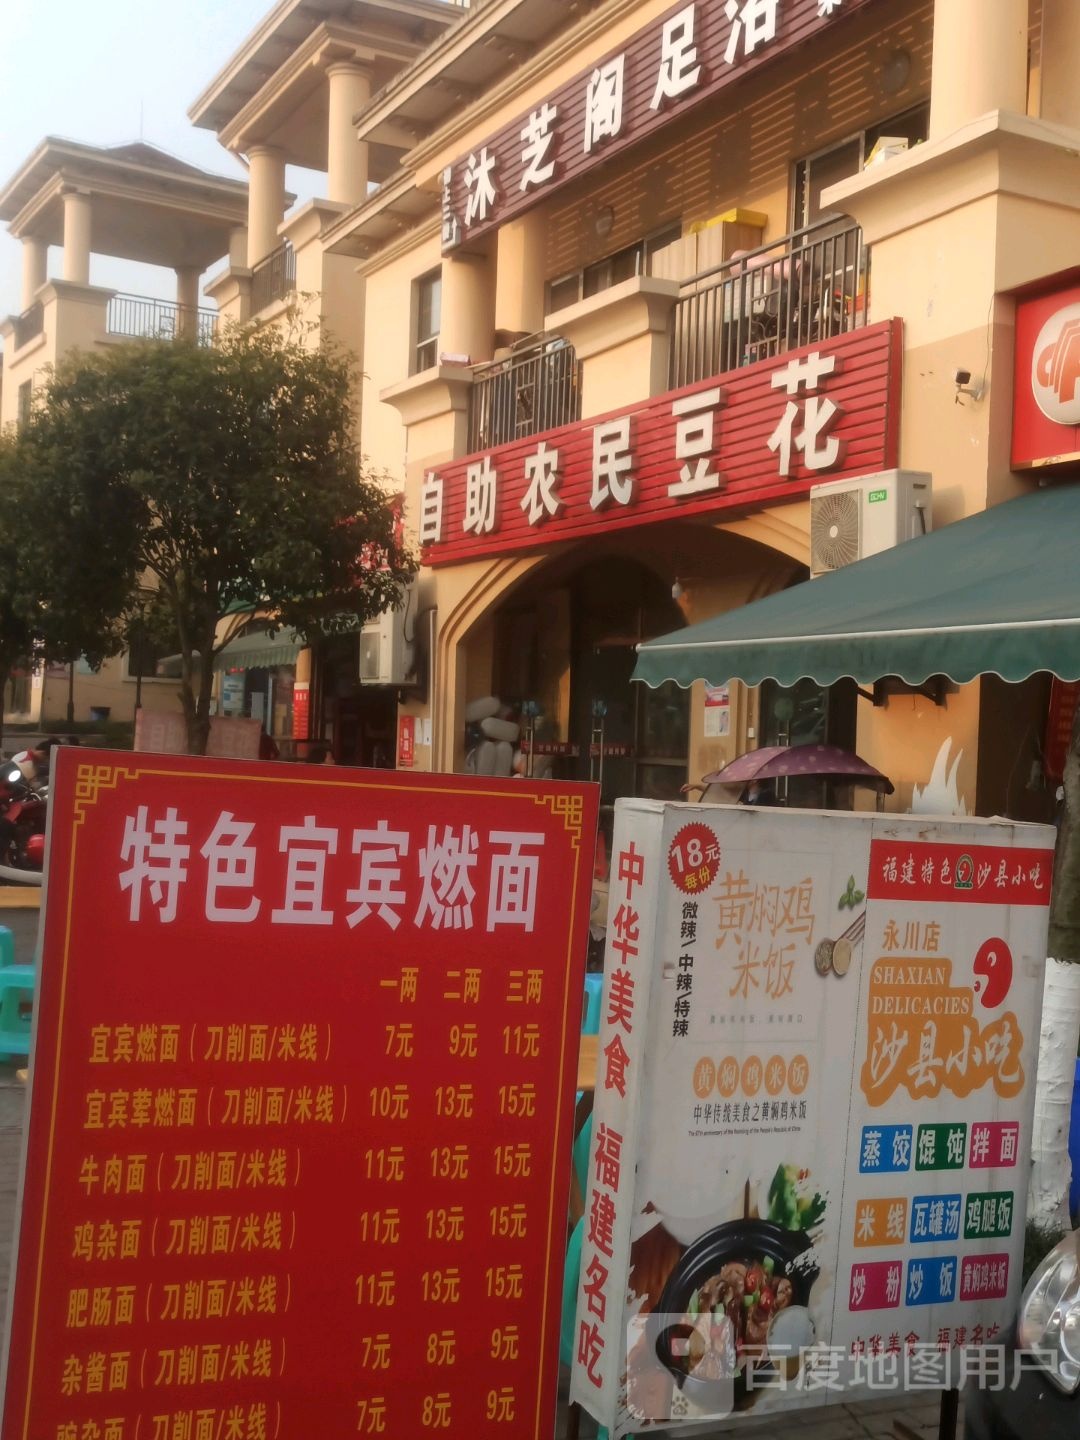 沐芝阁足浴
自助农民豆花
特色宜宾燃面
一两 二两 三两
宜宾燃面（刀削面/米线） 7元 9元 11元
宜宾荤燃面（刀削面/米线） 10元 13元 15元
牛肉面（刀削面/米线） 11元 13元 15元
鸡杂面（刀削面/米线） 11元 13元 15元
肥肠面（刀削面/米线） 11元 13元 15元
杂酱面（刀削面/米线） 7元 8元 9元
豌杂面（刀削面/米线） 7元 8元 9元
中华美食 福建名吃
18元
每份
微辣/中辣/特辣
黄焖鸡
米饭
黄焖鸡米饭
中华传统美食之黄焖鸡米饭
福建特色 沙县小吃
永川店
SHAXIAN
DELICACIES
沙县小吃
蒸饺 馄饨 拌面
米线 瓦罐汤 鸡腿饭
炒粉 炒饭 黄焖鸡米饭
中华美食 福建名吃
百度地图用户